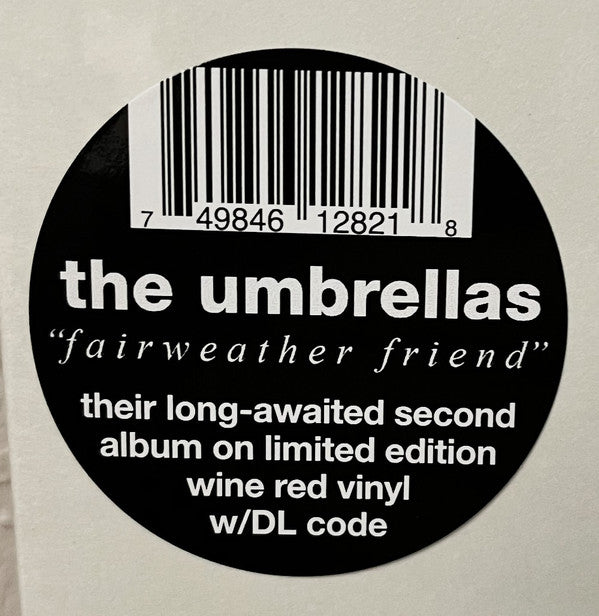 7 49846 12821 8
the umbrellas
“fairweather friend”
their long-awaited second
album on limited edition
wine red vinyl
w/DL code